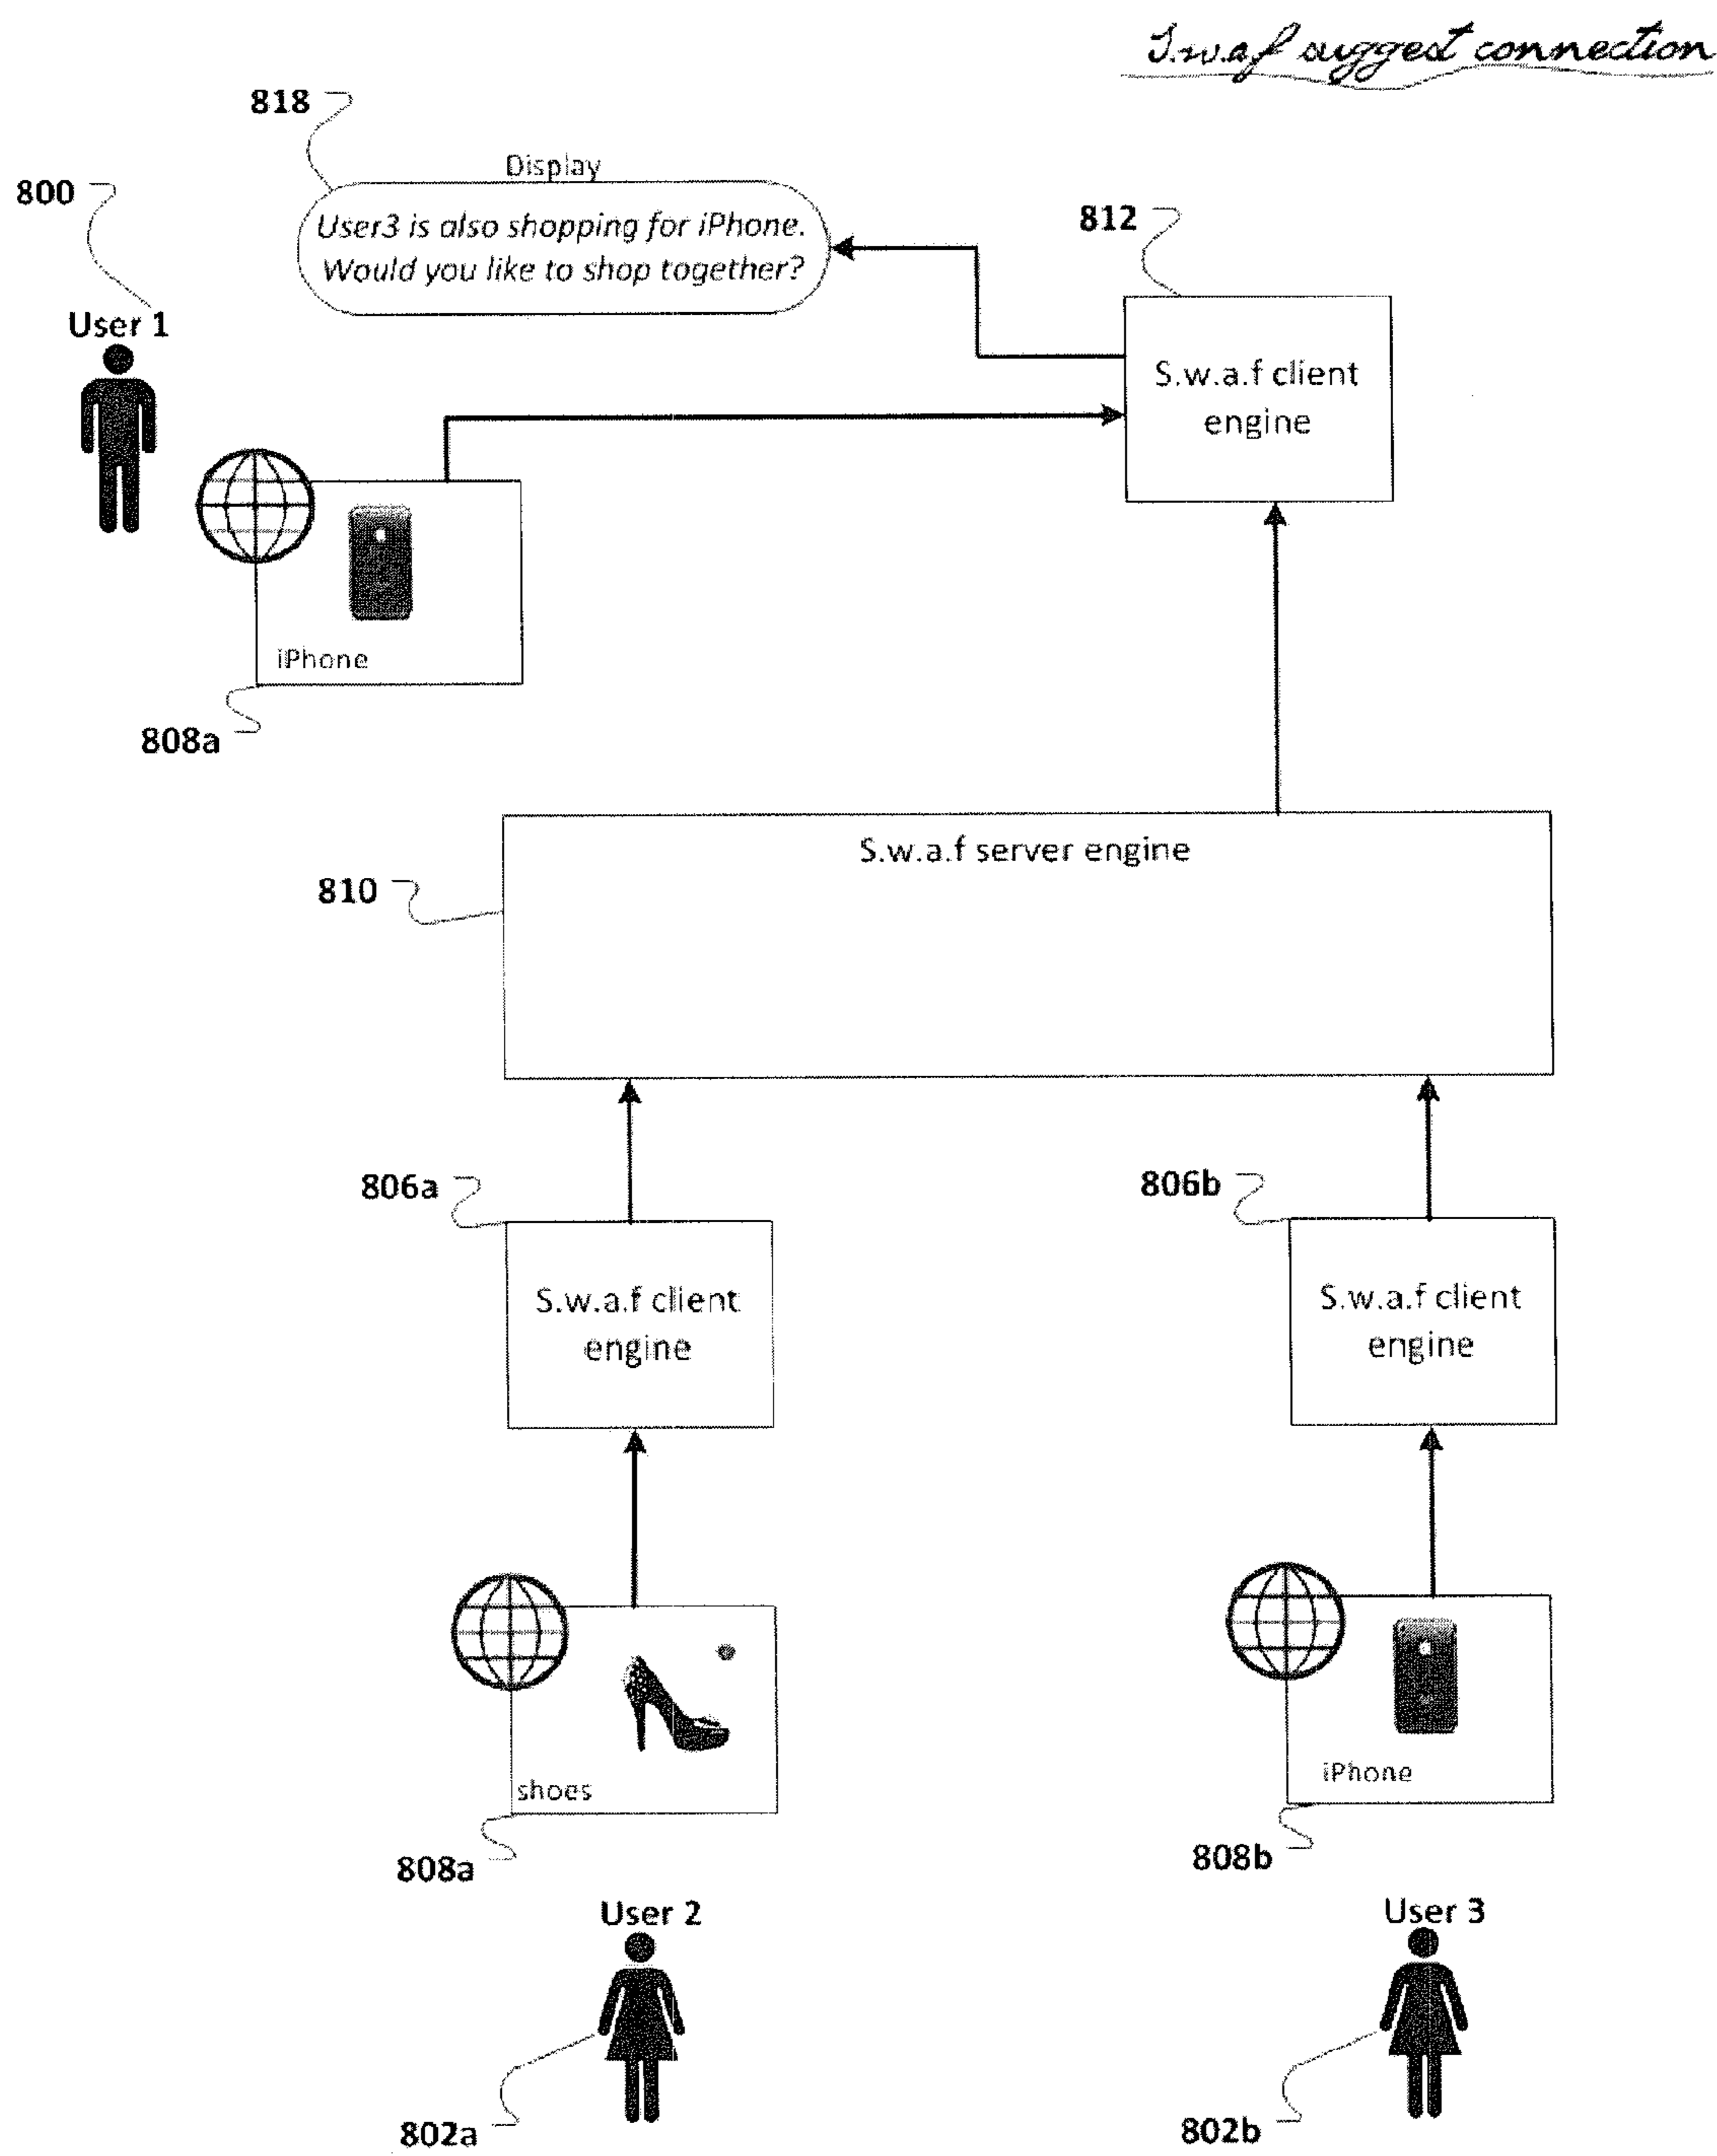 S.w.a.f suggest connection
818
Display
800
User3 is also shopping for iPhone.
Would you like to shop together?
812
User 1
S.w.a.f client
engine
iPhone
808a
S.w.a.f server engine
810
806a
806b
S.w.a.f client
engine
S.w.a.f client
engine
shoes
iPhone
808a
808b
User 2
User 3
802a
802b